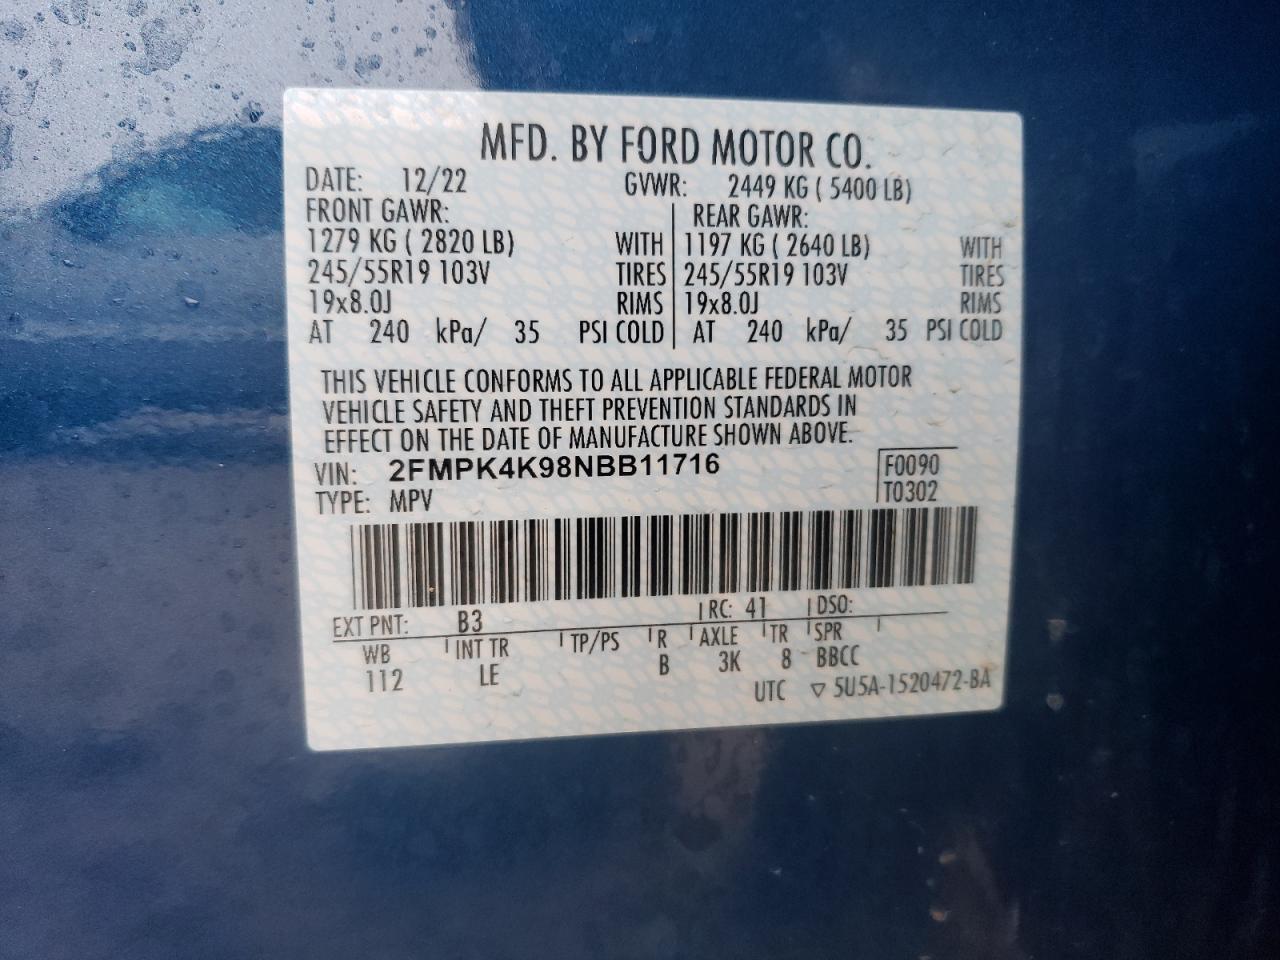 MFD. BY FORD MOTOR CO.
DATE: 12/22 GVWR: 2449 KG ( 5400 LB)
FRONT GAWR: REAR GAWR:
1279 KG ( 2820 LB) WITH 1197 KG ( 2640 LB) WITH
245/55R19 103V TIRES 245/55R19 103V TIRES
19x8.0J RIMS 19x8.0J RIMS
AT 240 kPa/ 35 PSI COLD AT 240 kPa/ 35 PSI COLD
THIS VEHICLE CONFORMS TO ALL APPLICABLE FEDERAL MOTOR
VEHICLE SAFETY AND THEFT PREVENTION STANDARDS IN
EFFECT ON THE DATE OF MANUFACTURE SHOWN ABOVE.
VIN: 2FMPK4K98NBB11716 F0090
TYPE: MPV T0302
EXT PNT: B3 RC: 41 DSO:
WB INT TR TP/PS R AXLE TR SPR
112 LE B 3K 8 BBCC
UTC ▽ 5U5A-1520472-BA